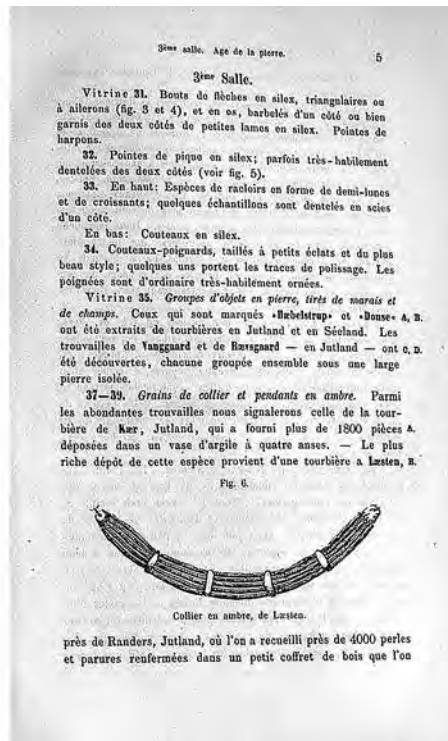 3ème salle. Age de la pierre. 5
3ème Salle.
Vitrine 31. Bouts de flèches en silex, triangulaires ou
à ailerons (fig. 3 et 4), et en os, barbelés d'un côté ou bien
garnis des deux côtés de petites lames en silex. Pointes de
harpons.
32. Pointes de pique en silex; parfois très-habilement
dentelées des deux côtés (voir fig. 5).
33. En haut: Espèces de racloirs en forme de demi-lunes
et de croissants; quelques échantillons sont dentelés en scies
d'un côté.
En bas: Couteaux en silex.
34. Couteaux-poignards, taillés à petits éclats et du plus
beau style; quelques uns portent les traces de polissage. Les
poignées sont d'ordinaire très-habilement ornées.
Vitrine 35. Groupes d'objets en pierre, tirés de marais et
de champs. Ceux qui sont marqués »Bæbelstrup« et »Donse« A, B.
ont été extraits de tourbières en Jutland et en Séeland. Les
trouvailles de Vanggaard et de Rærsgaard — en Jutland — ont C, D.
été découvertes, chacune groupée ensemble sous une large
pierre isolée.
37—39. Grains de collier et pendants en ambre. Parmi
les abondantes trouvailles nous signalerons celle de la tour-
bière de Kær, Jutland, qui a fourni plus de 1800 pièces A.
déposées dans un vase d'argile à quatre anses. — Le plus
riche dépôt de cette espèce provient d'une tourbière a Læsten, B.
Fig. 6.
Collier en ambre, de Læsten.
près de Randers, Jutland, où l'on a recueilli près de 4000 perles
et parures renfermées dans un petit coffret de bois que l'on